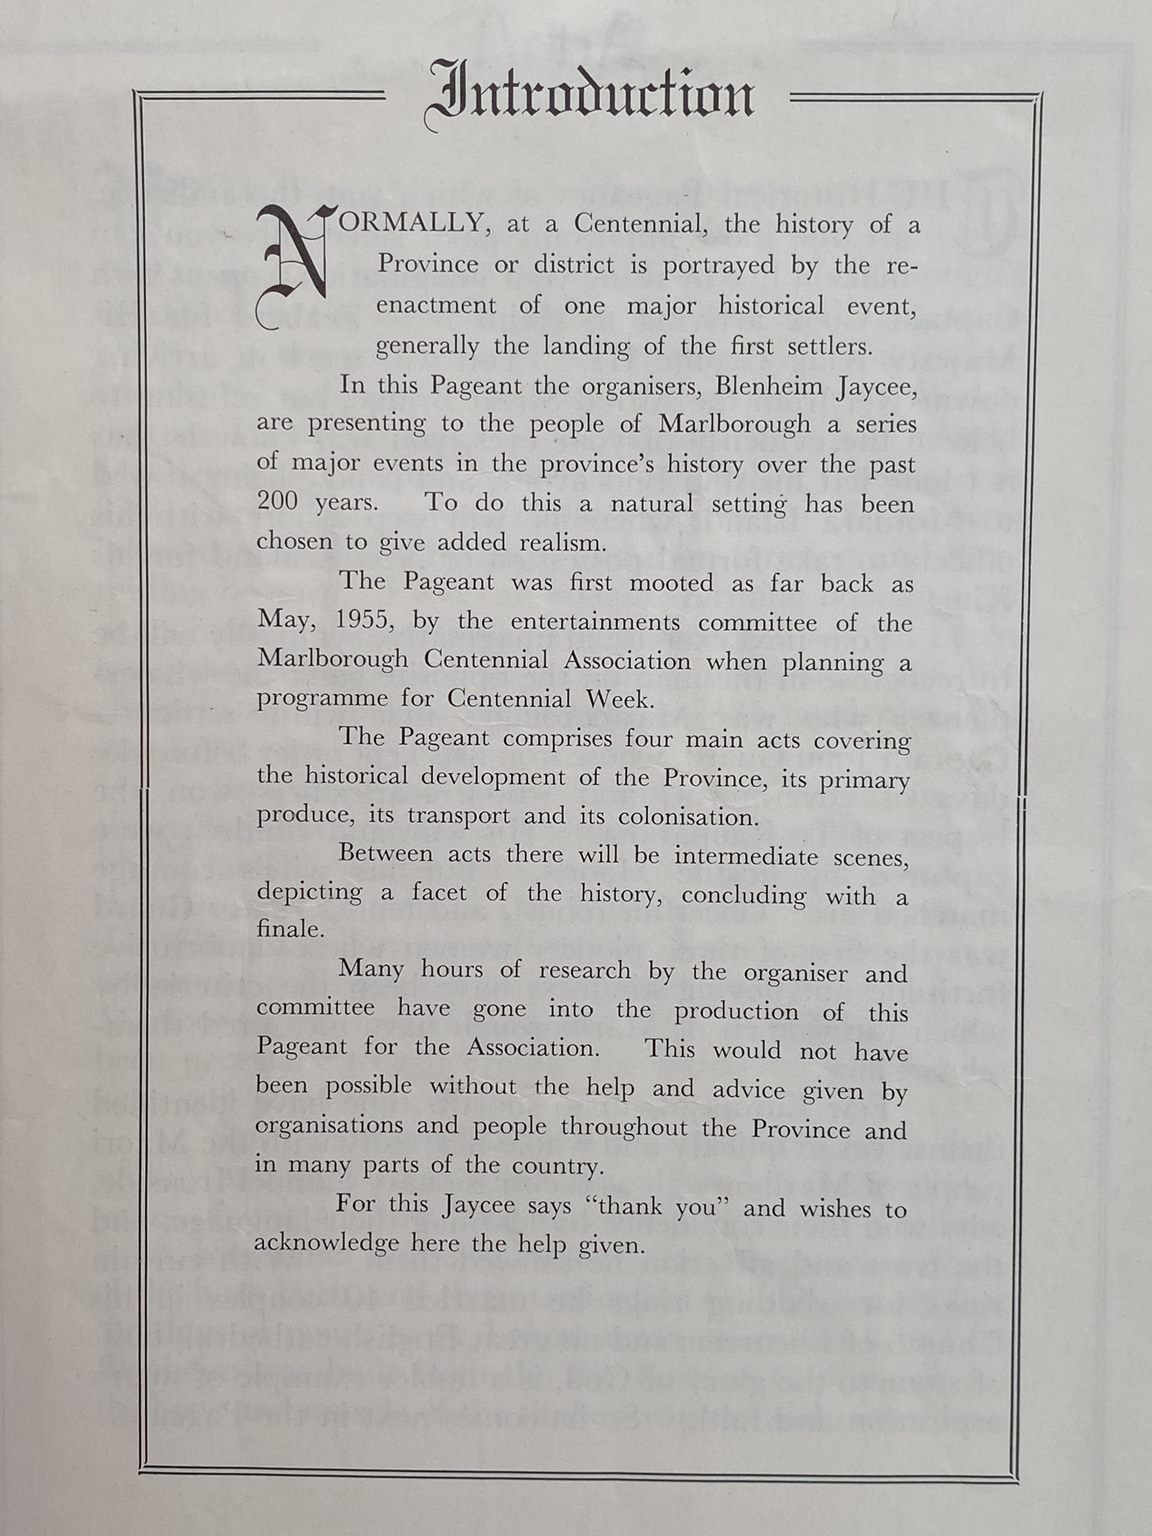 Introduction
NORMALLY, at a Centennial, the history of a
Province or district is portrayed by the re-
enactment of one major historical event,
generally the landing of the first settlers.
In this Pageant the organisers, Blenheim Jaycee,
are presenting to the people of Marlborough a series
of major events in the province's history over the past
200 years. To do this a natural setting has been
chosen to give added realism.
The Pageant was first mooted as far back as
May, 1955, by the entertainments committee of the
Marlborough Centennial Association when planning a
programme for Centennial Week.
The Pageant comprises four main acts covering
the historical development of the Province, its primary
produce, its transport and its colonisation.
Between acts there will be intermediate scenes,
depicting a facet of the history, concluding with a
finale.
Many hours of research by the organiser and
committee have gone into the production of this
Pageant for the Association. This would not have
been possible without the help and advice given by
organisations and people throughout the Province and
in many parts of the country.
For this Jaycee says “thank you” and wishes to
acknowledge here the help given.